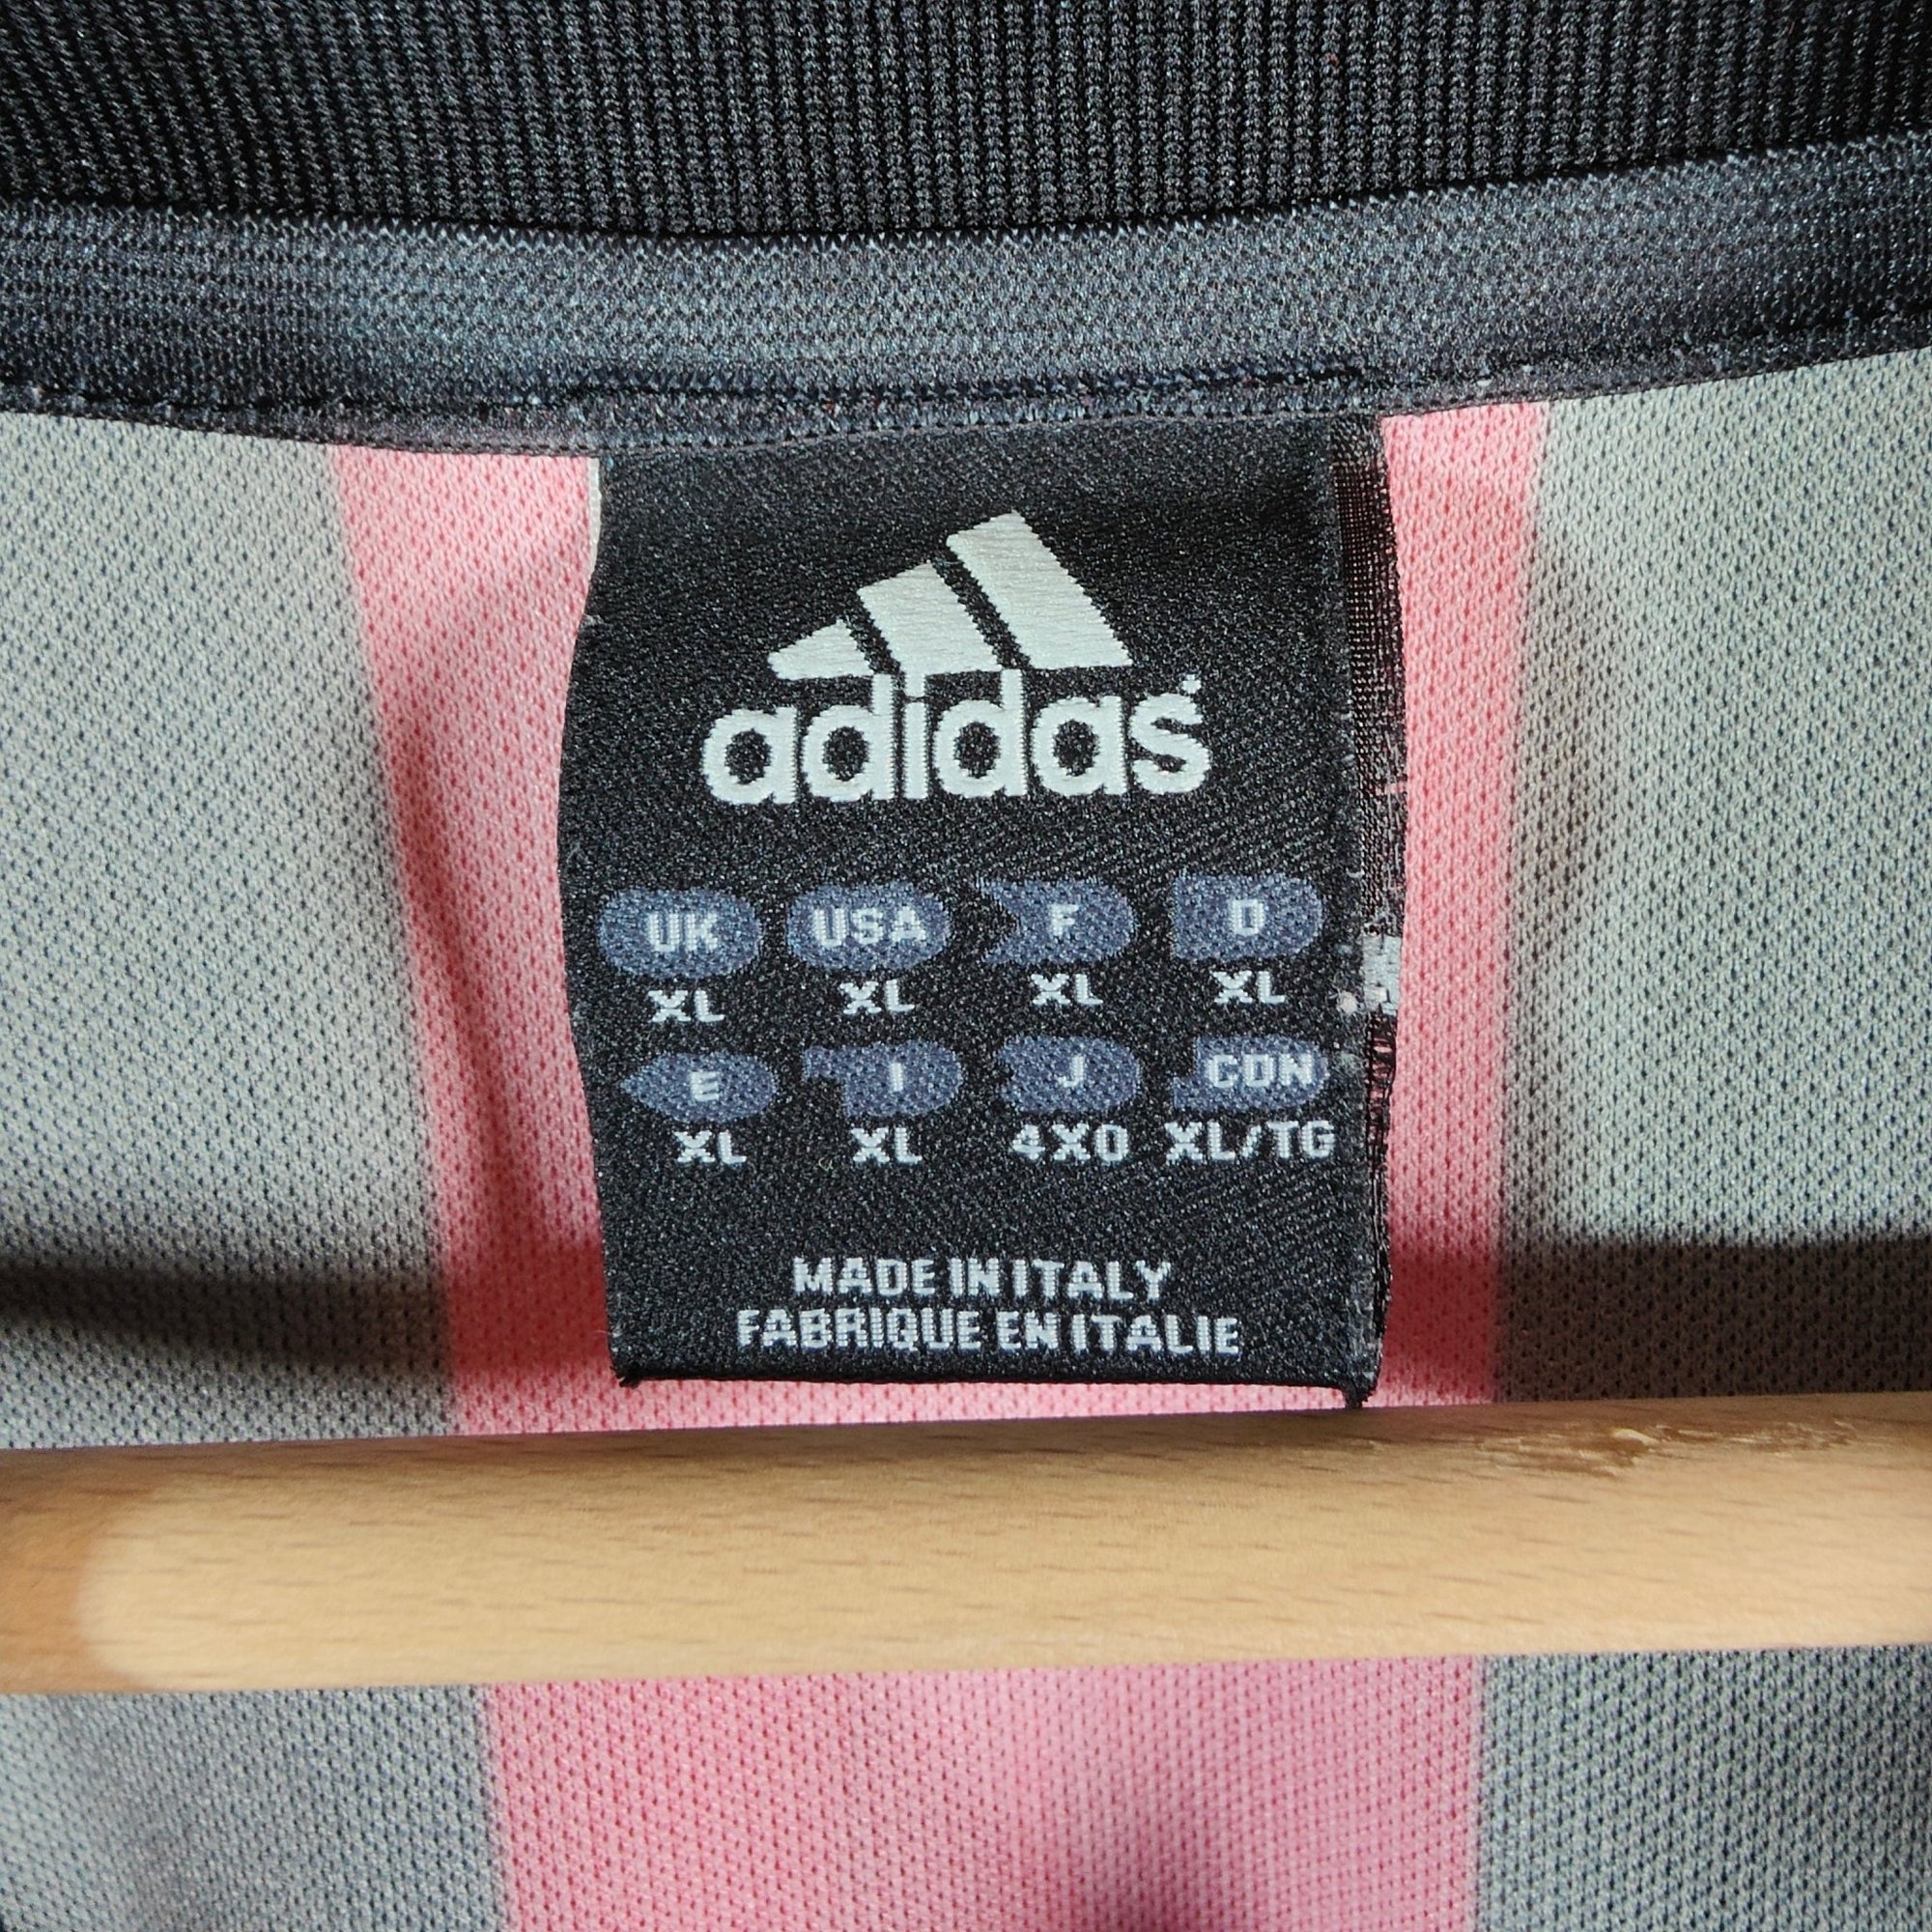 adidas
UK USA F D
XL XL XL XL
E I J CDN
XL XL 4XO XL/TG
MADE IN ITALY
FABRIQUE EN ITALIE